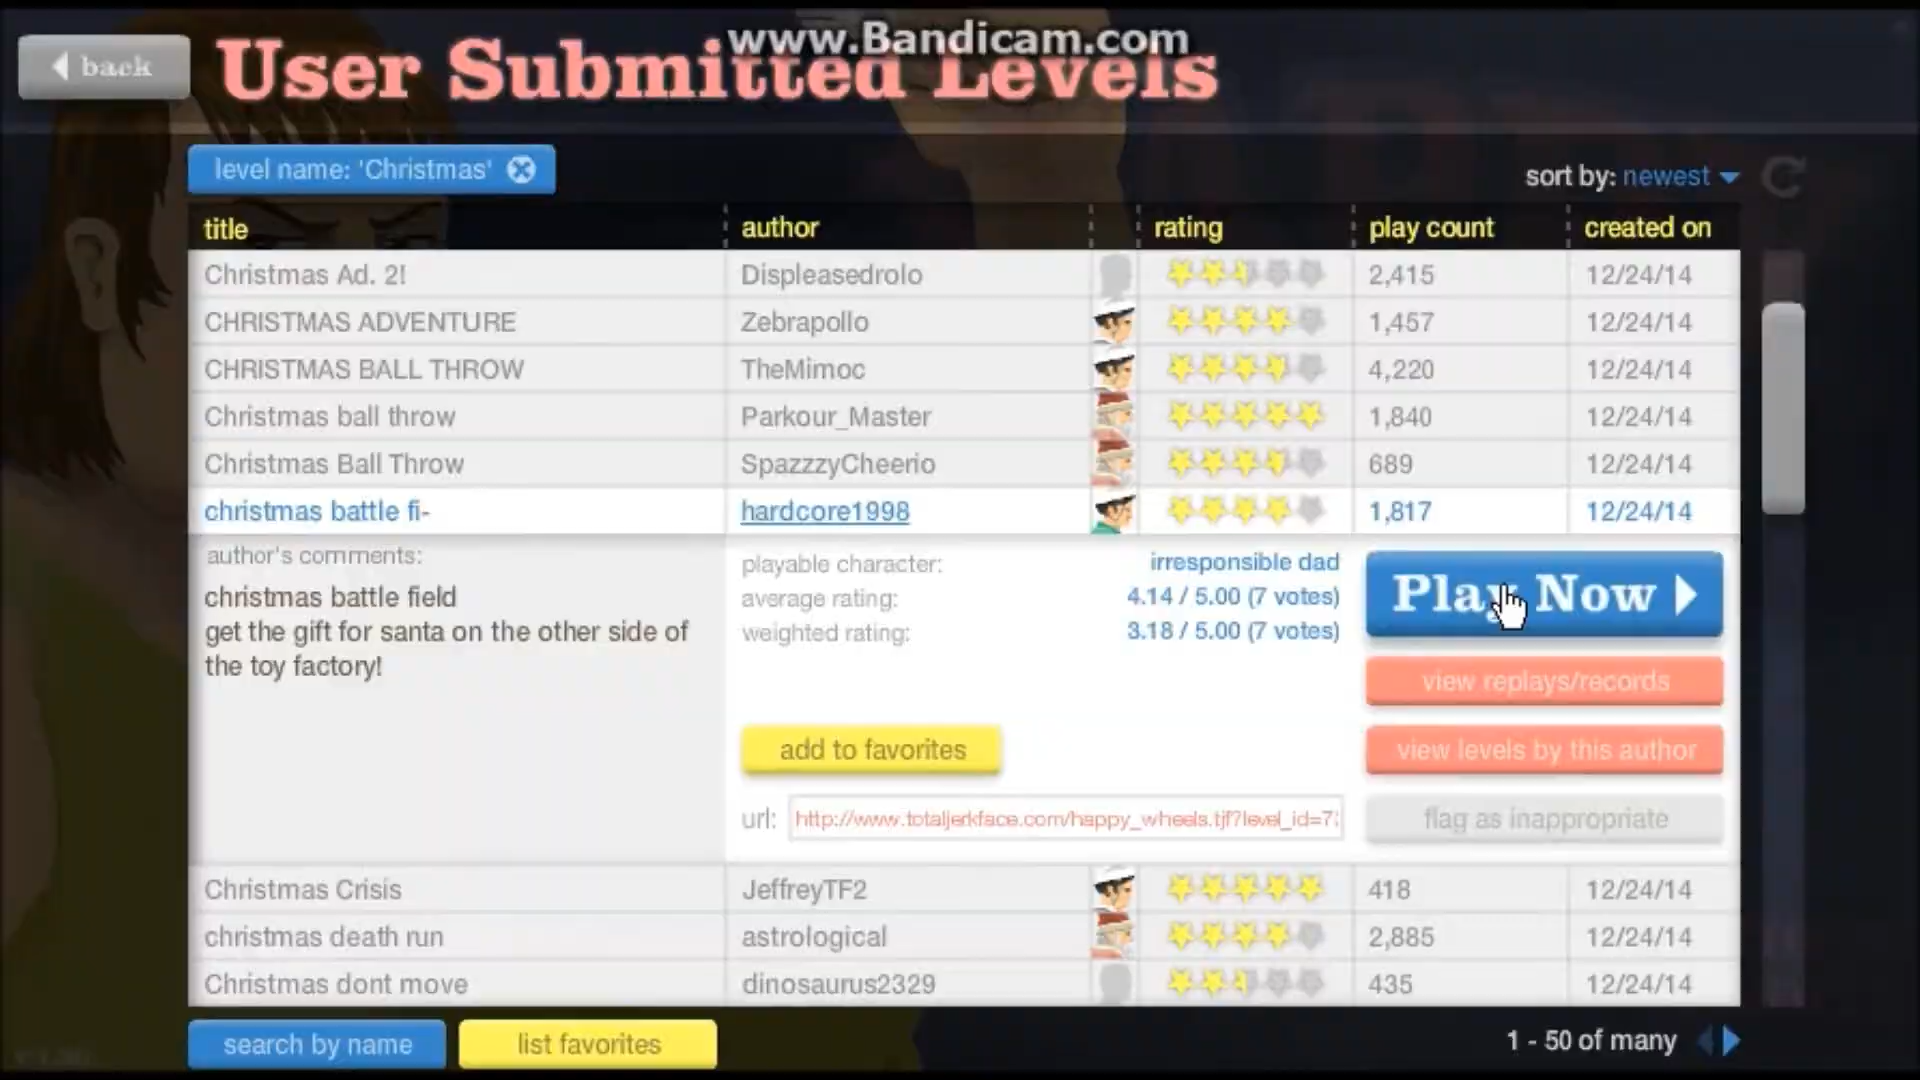 www.Bandicam.com
back
User Submitted Levels
level name: 'Christmas'
sort by: newest
title author rating play count created on
Christmas Ad. 2! Displeasedrolo 2,415 12/24/14
CHRISTMAS ADVENTURE Zebrapollo 1,457 12/24/14
CHRISTMAS BALL THROW TheMimoc 4,220 12/24/14
Christmas ball throw Parkour_Master 1,840 12/24/14
Christmas Ball Throw SpazzzyCheerio 689 12/24/14
christmas battle fi- hardcore1998 1,817 12/24/14
author's comments:
christmas battle field
get the gift for santa on the other side of
the toy factory!
playable character: irresponsible dad
average rating: 4.14 / 5.00 (7 votes)
weighted rating: 3.18 / 5.00 (7 votes)
Play Now
view replays/records
add to favorites
view levels by this author
url: http://www.totaljerkface.com/happy_wheels.tjf?level_id=7
flag as inappropriate
Christmas Crisis JeffreyTF2 418 12/24/14
christmas death run astrological 2,885 12/24/14
Christmas dont move dinosaurus2329 435 12/24/14
search by name
list favorites
1 - 50 of many